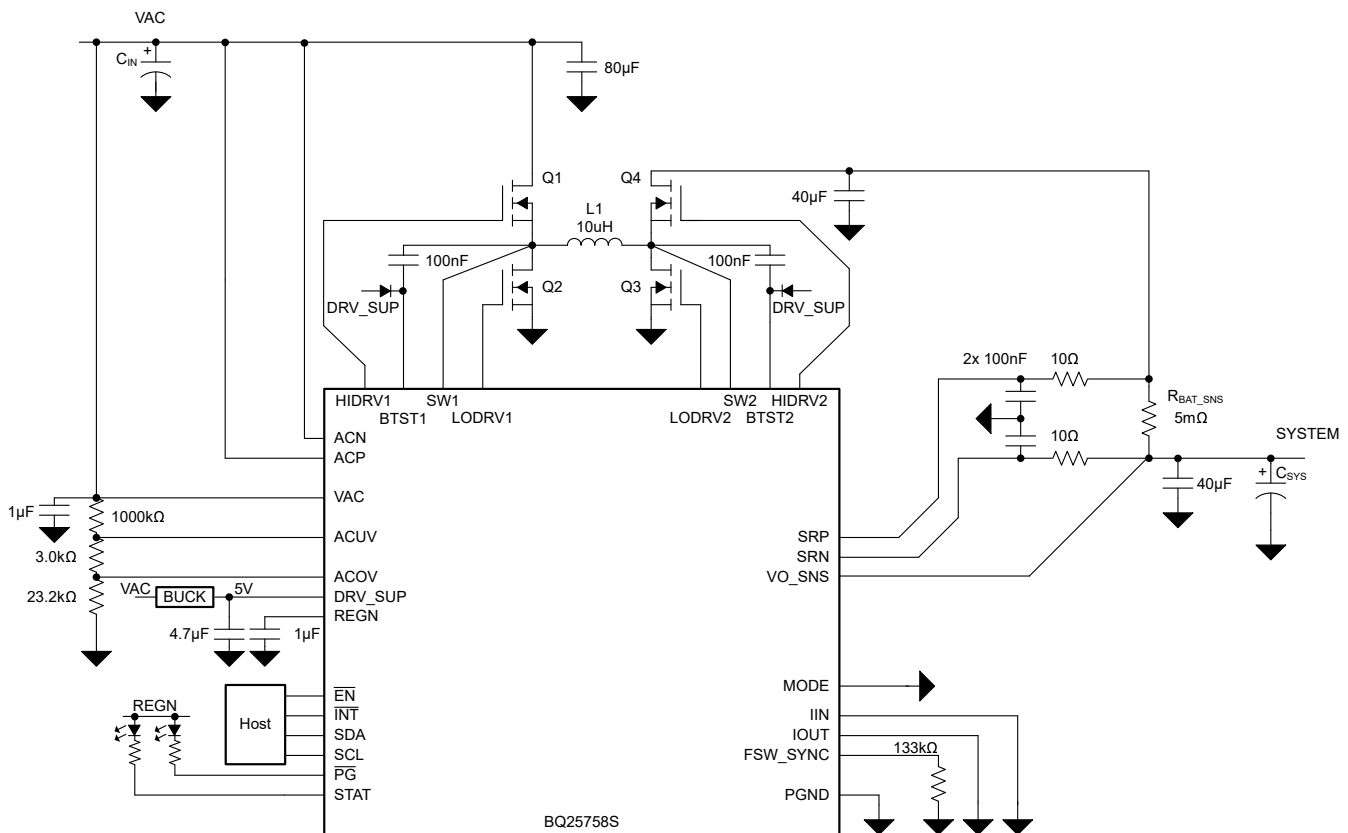 VAC
C_IN
+
80µF
Q1
Q4
40µF
L1
10uH
100nF
100nF
Q2
Q3
DRV_SUP
DRV_SUP
2x 100nF
10Ω
R_BAT_SNS
5mΩ
10Ω
SYSTEM
+
C_SYS
40µF
HIDRV1
BTST1
SW1
LODRV1
LODRV2
SW2
BTST2
HIDRV2
ACN
ACP
VAC
1µF
1000kΩ
ACUV
3.0kΩ
ACOV
23.2kΩ
VAC
BUCK
5V
DRV_SUP
REGN
4.7µF
1µF
SRP
SRN
VO_SNS
EN
INT
SDA
SCL
PG
STAT
Host
REGN
MODE
IIN
IOUT
FSW_SYNC
133kΩ
PGND
BQ25758S